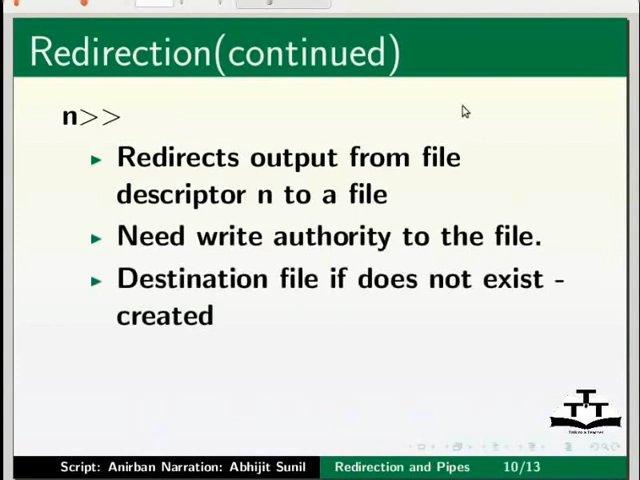 Redirection(continued)
n>>
Redirects output from file
descriptor n to a file
Need write authority to the file.
Destination file if does not exist -
created
Script: Anirban Narration: Abhijit Sunil Redirection and Pipes 10/13